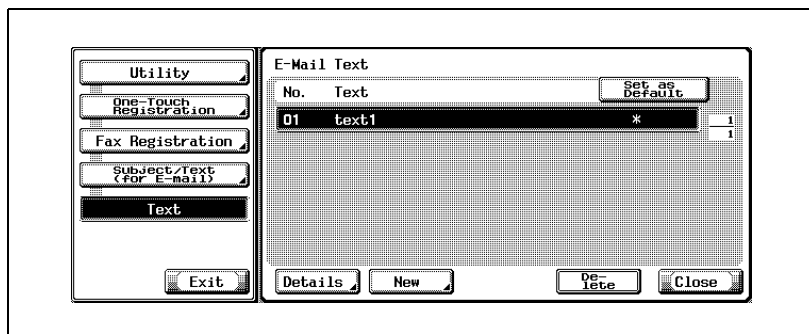 Utility
One-Touch
Registration
Fax Registration
Subject/Text
(for E-mail)
Text
Exit
E-Mail Text
No. Text Set as
Default
01 text1 *
1
1
Details New De-
lete Close